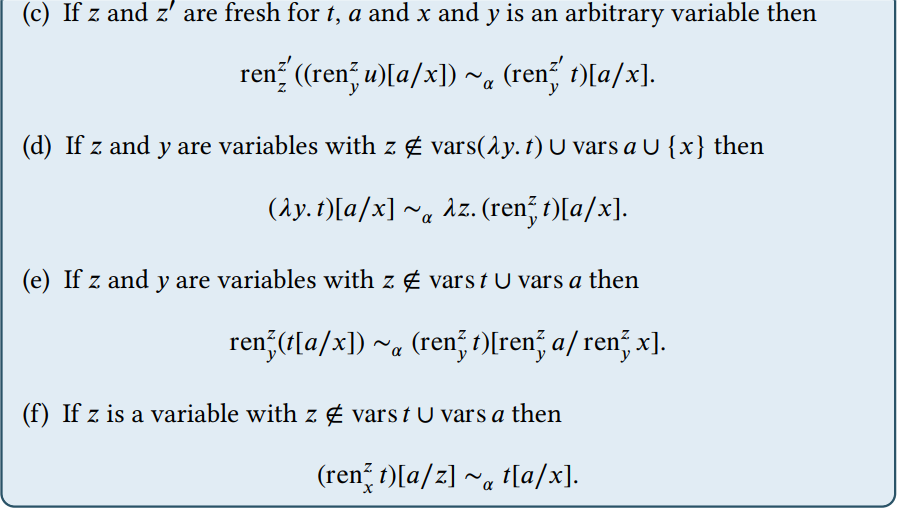 (c) If z and z′ are fresh for t, a and x and y is an arbitrary variable then
ren_z^{z′}((ren_y^z u)[a/x]) ∼_α (ren_y^{z′} t)[a/x].
(d) If z and y are variables with z ∉ vars(λy. t) ∪ vars a ∪ {x} then
(λy. t)[a/x] ∼_α λz. (ren_y^z t)[a/x].
(e) If z and y are variables with z ∉ vars t ∪ vars a then
ren_y^z(t[a/x]) ∼_α (ren_y^z t)[ren_y^z a/ ren_y^z x].
(f) If z is a variable with z ∉ vars t ∪ vars a then
(ren_x^z t)[a/z] ∼_α t[a/x].